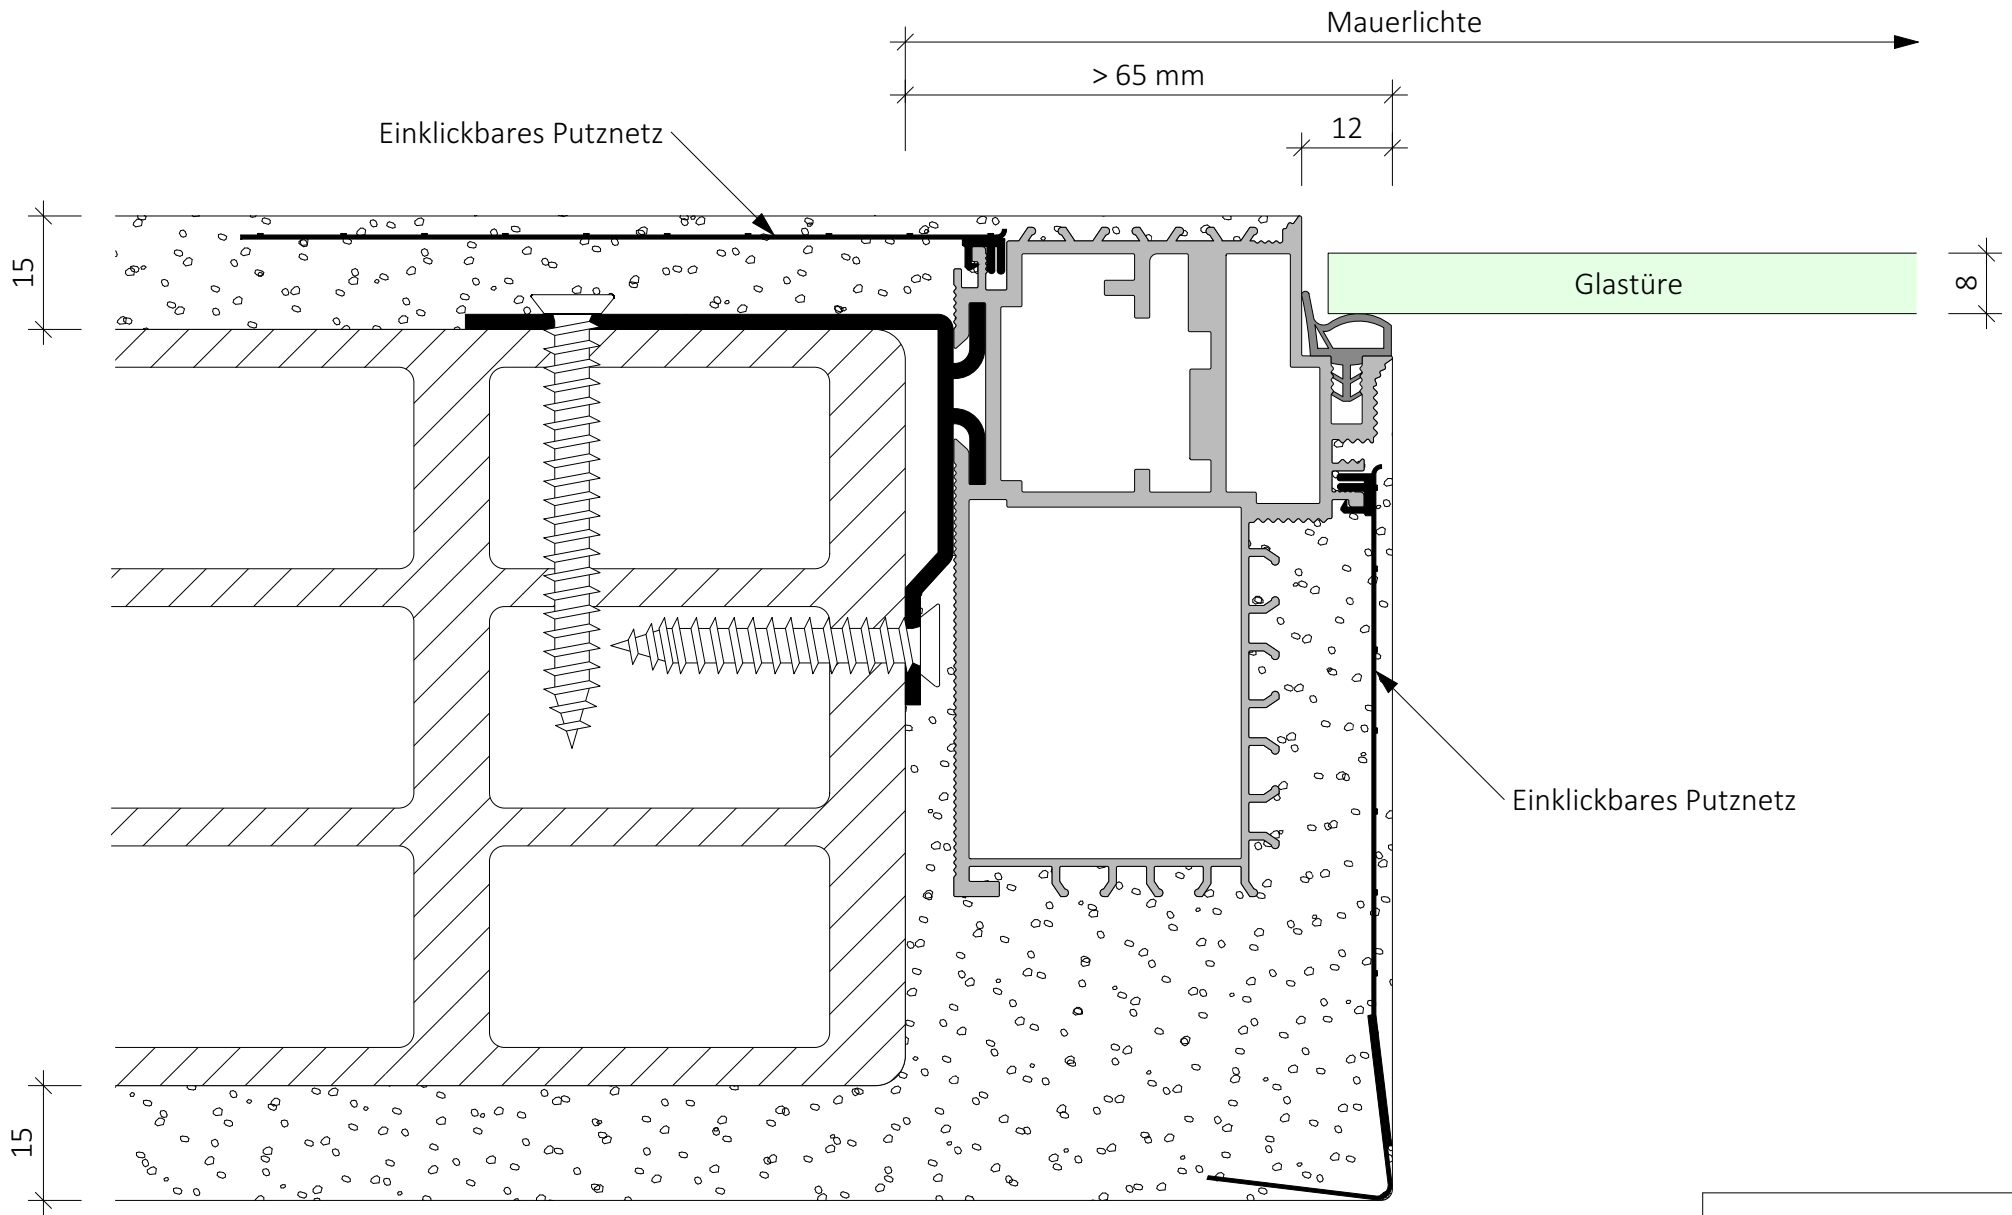 Mauerlichte
> 65 mm
12
Einklickbares Putznetz
15
Glastüre
8
Einklickbares Putznetz
15